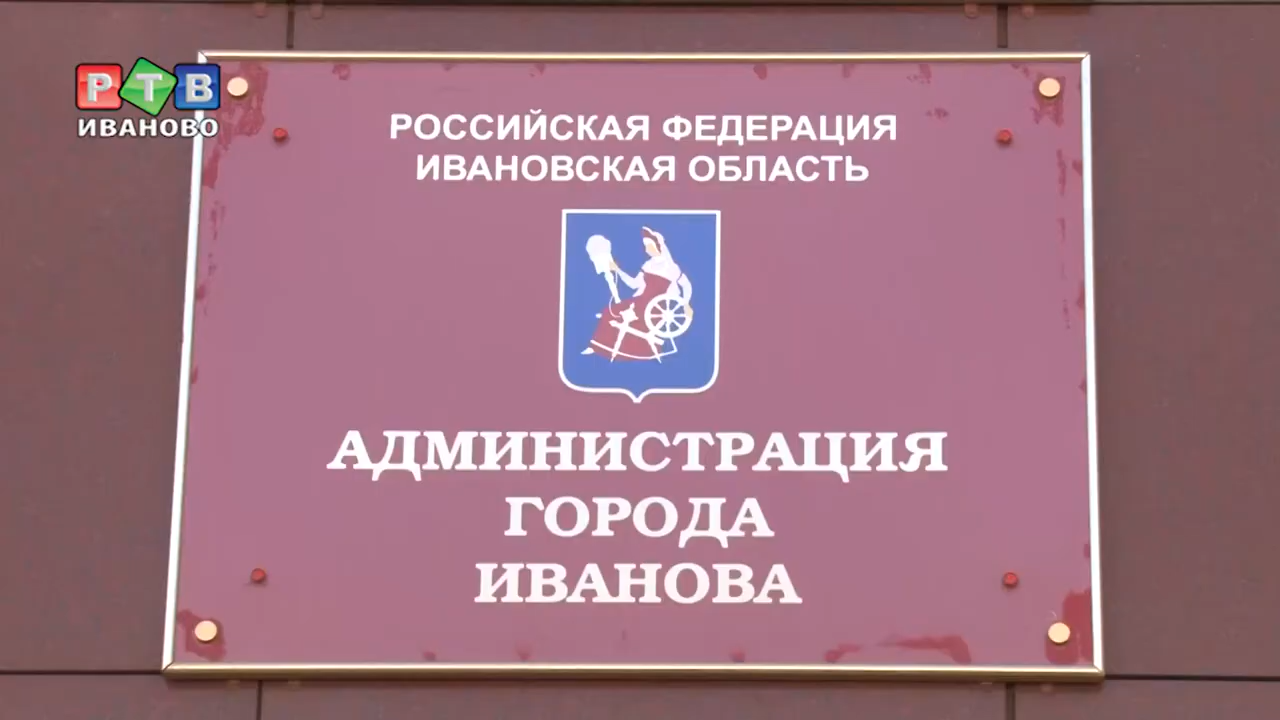 РТВ
ИВАНОВО
РОССИЙСКАЯ ФЕДЕРАЦИЯ
ИВАНОВСКАЯ ОБЛАСТЬ
АДМИНИСТРАЦИЯ
ГОРОДА
ИВАНОВА